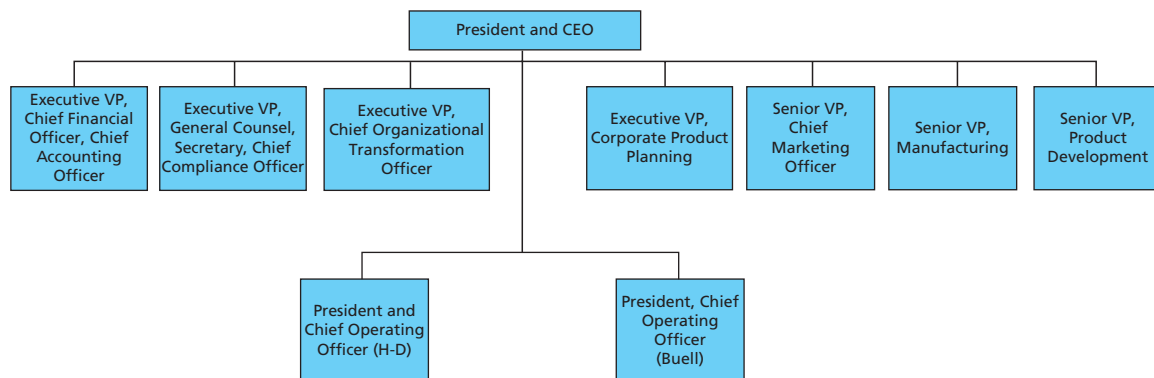 President and CEO
Executive VP,
Chief Financial
Officer, Chief
Accounting
Officer
Executive VP,
General Counsel,
Secretary, Chief
Compliance Officer
Executive VP,
Chief Organizational
Transformation
Officer
Executive VP,
Corporate Product
Planning
Senior VP,
Chief
Marketing
Officer
Senior VP,
Manufacturing
Senior VP,
Product
Development
President and
Chief Operating
Officer (H-D)
President, Chief
Operating
Officer
(Buell)